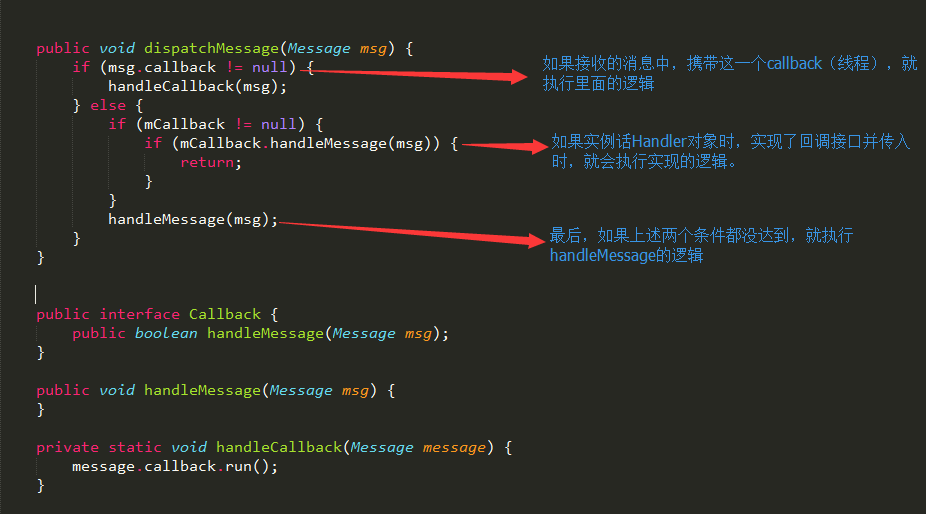 public void dispatchMessage(Message msg) {
if (msg.callback != null) {
如果接收的消息中，携带这一个callback（线程），就
执行里面的逻辑
handleCallback(msg);
} else {
if (mCallback != null) {
if (mCallback.handleMessage(msg)) {
如果实例话Handler对象时，实现了回调接口并传入
时，就会执行实现的逻辑。
return;
}
}
handleMessage(msg);
最后，如果上述两个条件都没达到，就执行
handleMessage的逻辑
}
}
public interface Callback {
public boolean handleMessage(Message msg);
}
public void handleMessage(Message msg) {
}
private static void handleCallback(Message message) {
message.callback.run();
}